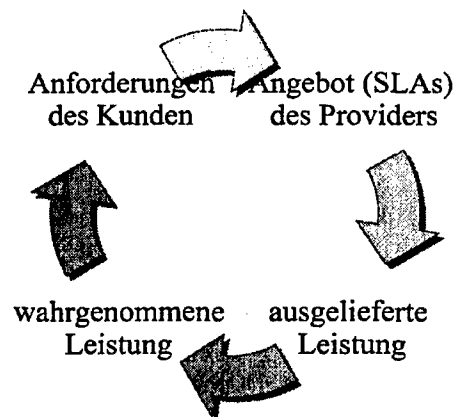 Anforderungen
des Kunden
Angebot (SLAs)
des Providers
ausgelieferte
Leistung
wahrgenommene
Leistung